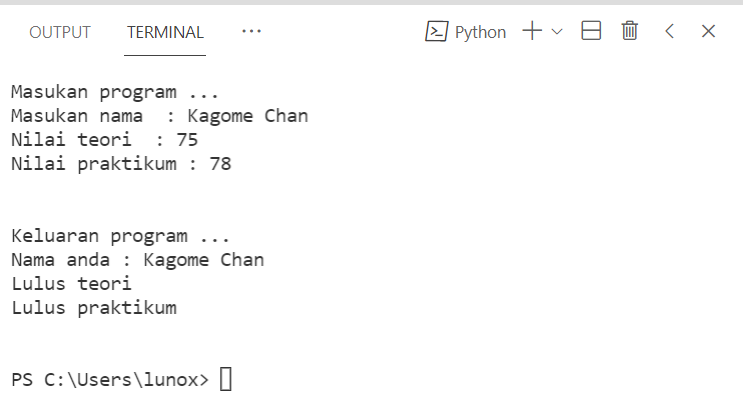 OUTPUT TERMINAL ... Python
Masukan program ...
Masukan nama  : Kagome Chan
Nilai teori  : 75
Nilai praktikum : 78
Keluaran program ...
Nama anda : Kagome Chan
Lulus teori
Lulus praktikum
PS C:\Users\lunox>